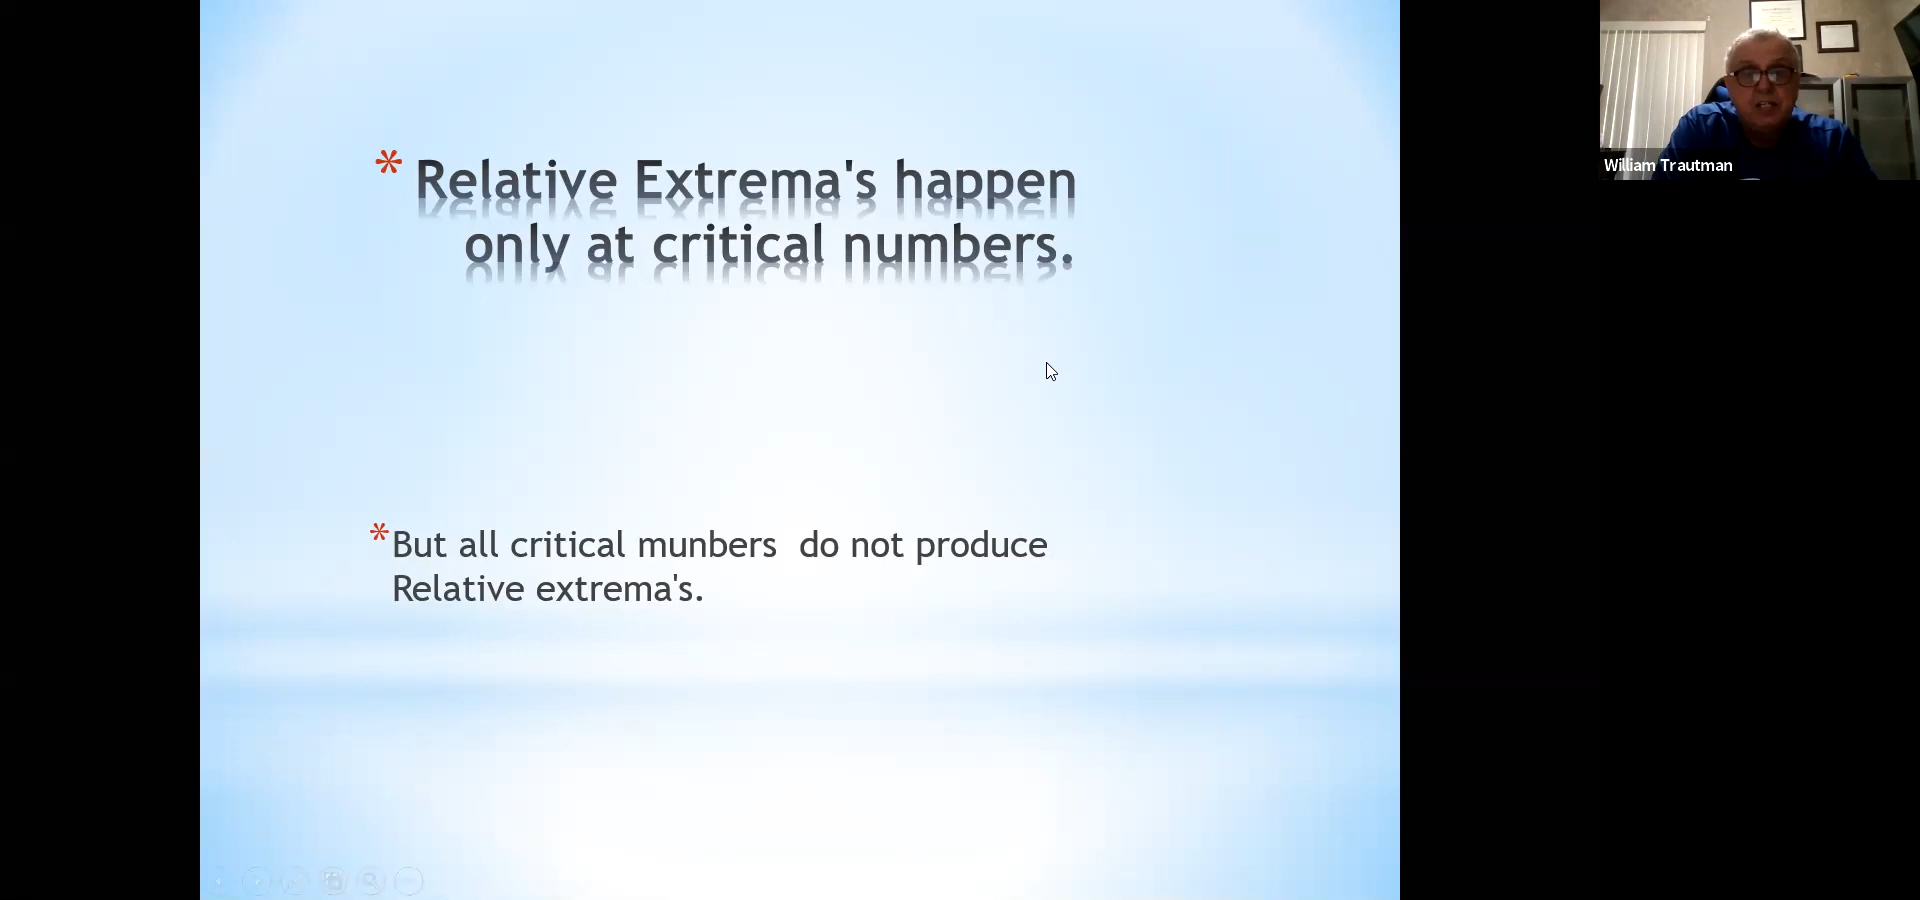 * Relative Extrema's happen
only at critical numbers.
* But all critical munbers do not produce
Relative extrema's.
William Trautman